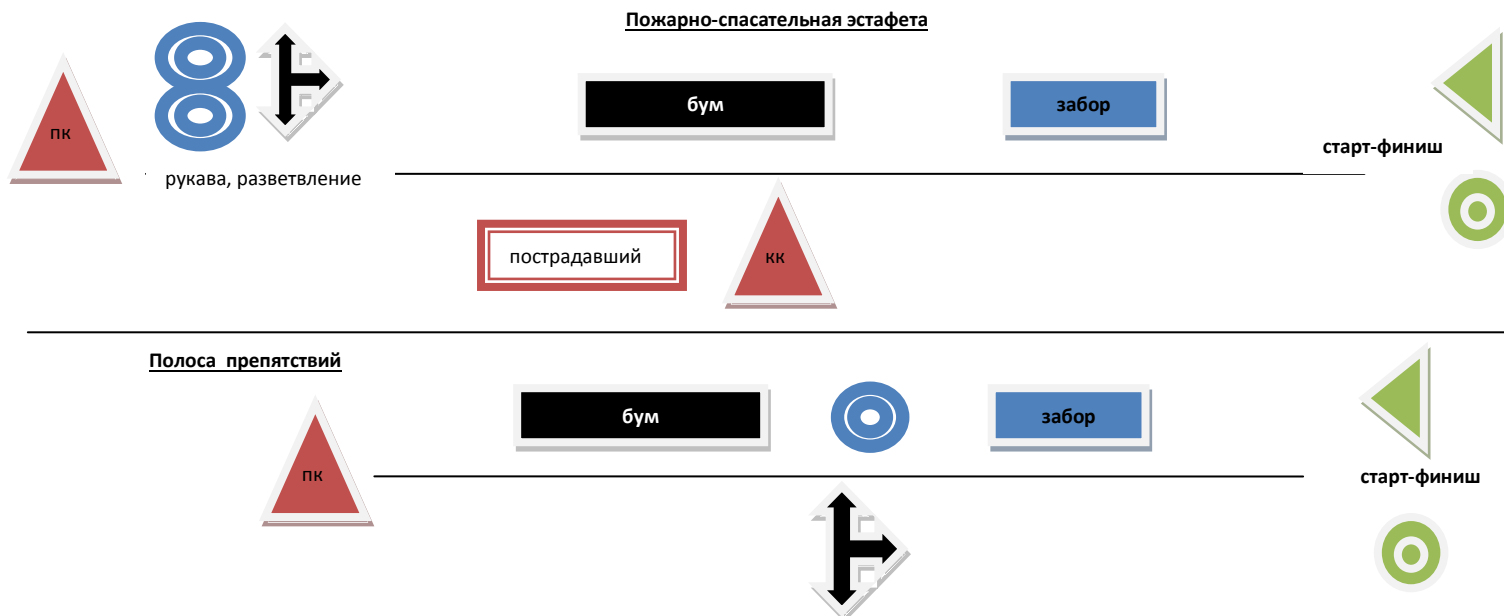 Пожарно-спасательная эстафета
пк
бум
забор
старт-финиш
рукава, разветвление
пострадавший
кк
Полоса препятствий
бум
забор
пк
старт-финиш